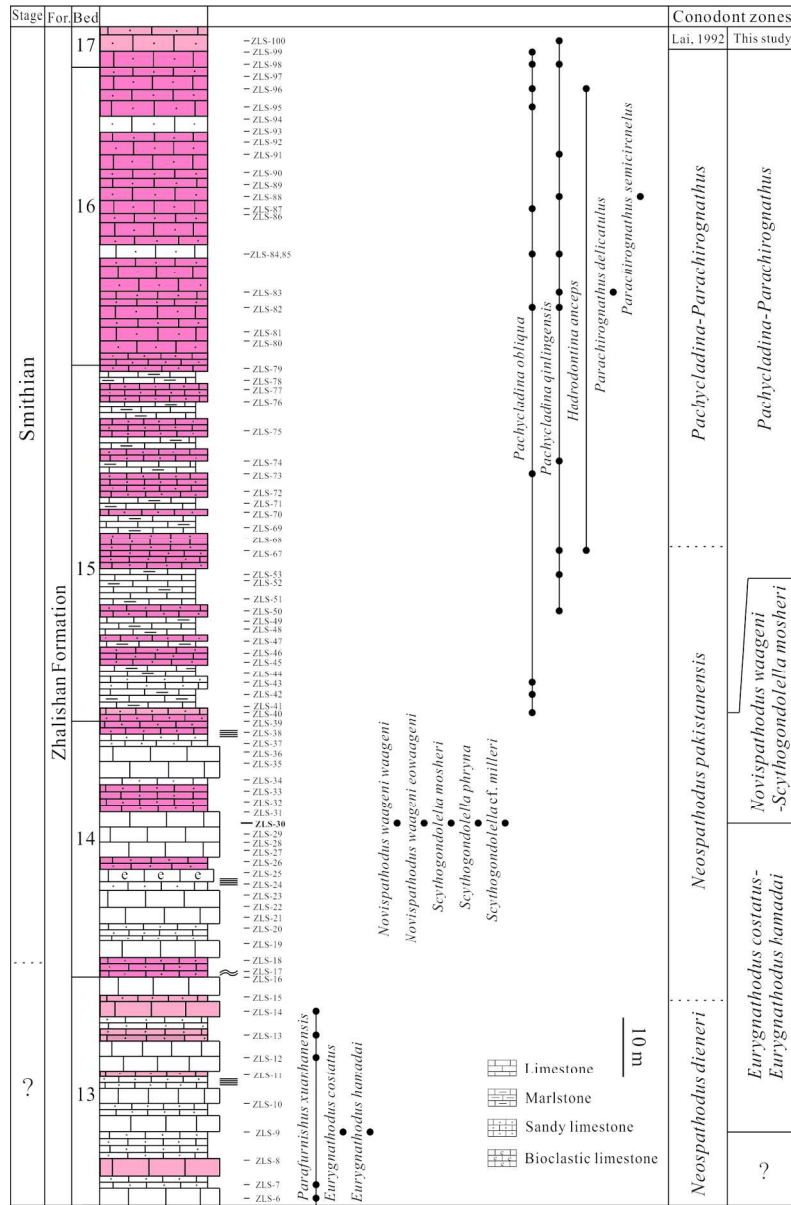 Stage For. Bed Conodont zones
Lai, 1992 This study
Smithian
?
Zhalishan Formation
17
16
15
14
13
ZLS-100
ZLS-99
ZLS-98
ZLS-97
ZLS-96
ZLS-95
ZLS-94
ZLS-93
ZLS-92
ZLS-91
ZLS-90
ZLS-89
ZLS-88
ZLS-87
ZLS-86
ZLS-84,85
ZLS-83
ZLS-82
ZLS-81
ZLS-80
ZLS-79
ZLS-78
ZLS-77
ZLS-76
ZLS-75
ZLS-74
ZLS-73
ZLS-72
ZLS-71
ZLS-70
ZLS-69
ZLS-68
ZLS-67
ZLS-53
ZLS-52
ZLS-51
ZLS-50
ZLS-49
ZLS-48
ZLS-47
ZLS-46
ZLS-45
ZLS-44
ZLS-43
ZLS-42
ZLS-41
ZLS-40
ZLS-39
ZLS-38
ZLS-37
ZLS-36
ZLS-35
ZLS-34
ZLS-33
ZLS-32
ZLS-31
ZLS-30
ZLS-29
ZLS-28
ZLS-27
ZLS-26
ZLS-25
ZLS-24
ZLS-23
ZLS-22
ZLS-21
ZLS-20
ZLS-19
ZLS-18
ZLS-17
ZLS-16
ZLS-15
ZLS-14
ZLS-13
ZLS-12
ZLS-11
ZLS-10
ZLS-9
ZLS-8
ZLS-7
ZLS-6
e e e
Parafurnishus xuanhanensis
Eurygnathodus costatus
Eurygnathodus hamadai
Novispathodus waageni waageni
Novispathodus waageni eowaageni
Scythogondolella mosheri
Scythogondolella phryna
Scythogondolella cf. milleri
Pachycladina obliqua
Pachycladina qinlingensis
Hadrodontina anceps
Parachirognathus delicatulus
Parachirognathus semicircnelus
10 m
Limestone
Marlstone
Sandy limestone
Bioclastic limestone
Pachycladina-Parachirognathus
Neospathodus pakistanensis
Neospathodus dieneri
Pachycladina-Parachirognathus
Novispathodus waageni
-Scythogondolella mosheri
Eurygnathodus costatus-
Eurygnathodus hamadai
?